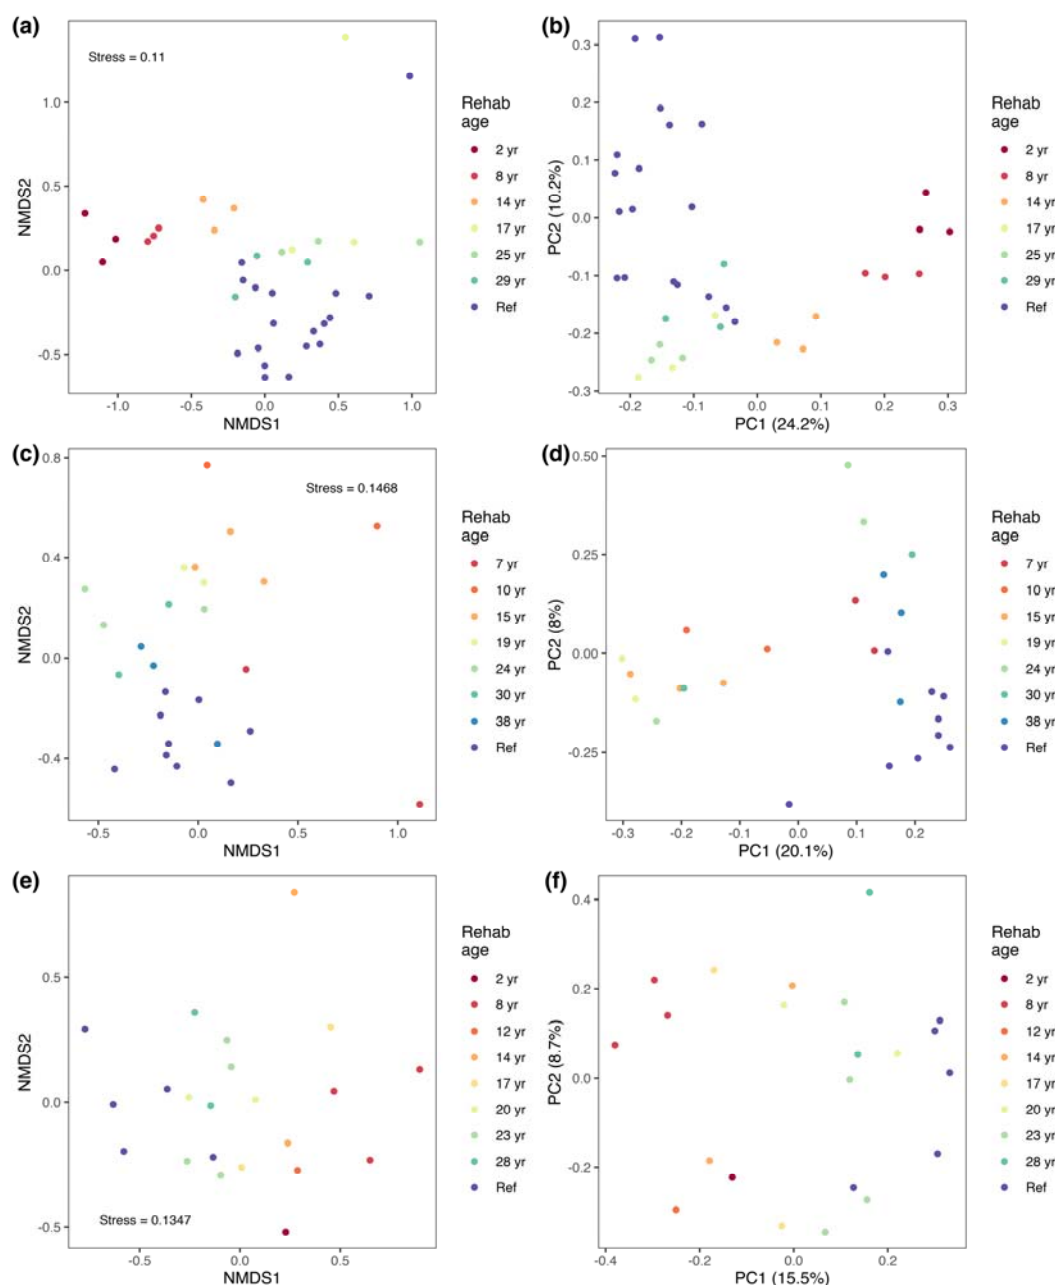 (a)
Stress = 0.11
1.0
0.5
0.0
-0.5
NMDS2
-1.0
-0.5
0.0
0.5
1.0
NMDS1
Rehab
age
2 yr
8 yr
14 yr
17 yr
25 yr
29 yr
Ref
(b)
0.3
0.2
0.1
0.0
-0.1
-0.2
-0.3
PC2 (10.2%)
-0.2
-0.1
0.0
0.1
0.2
0.3
PC1 (24.2%)
Rehab
age
2 yr
8 yr
14 yr
17 yr
25 yr
29 yr
Ref
(c)
Stress = 0.1468
0.8
0.4
0.0
-0.4
NMDS2
-0.5
0.0
0.5
1.0
NMDS1
Rehab
age
7 yr
10 yr
15 yr
19 yr
24 yr
30 yr
38 yr
Ref
(d)
0.50
0.25
0.00
-0.25
PC2 (8%)
-0.3
-0.2
-0.1
0.0
0.1
0.2
PC1 (20.1%)
Rehab
age
7 yr
10 yr
15 yr
19 yr
24 yr
30 yr
38 yr
Ref
(e)
0.5
0.0
-0.5
NMDS2
Stress = 0.1347
-0.5
0.0
0.5
NMDS1
Rehab
age
2 yr
8 yr
12 yr
14 yr
17 yr
20 yr
23 yr
28 yr
Ref
(f)
0.4
0.2
0.0
-0.2
PC2 (8.7%)
-0.4
-0.2
0.0
0.2
PC1 (15.5%)
Rehab
age
2 yr
8 yr
12 yr
14 yr
17 yr
20 yr
23 yr
28 yr
Ref